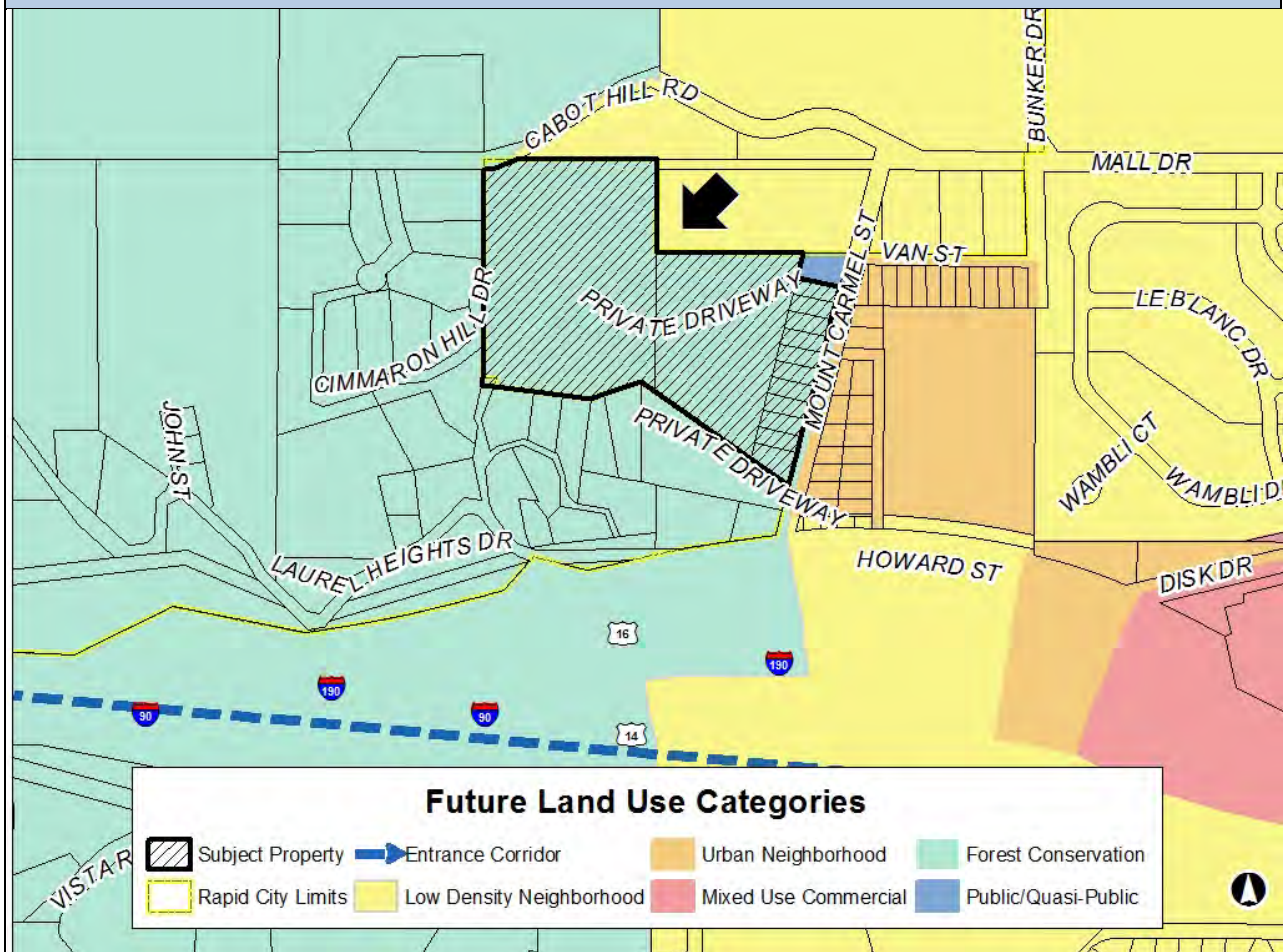 CABOT HILL RD
BUNKER DR
MALL DR
VAN ST
MOUNT CARMEL ST
PRIVATE DRIVEWAY
LE BLANC DR
CIMMARON HILL DR
JOHN ST
PRIVATE DRIVEWAY
WAMBLI CT
WAMBLI D
LAUREL HEIGHTS DR
HOWARD ST
DISK DR
16
190
190
90
90
14
VISTA R
Future Land Use Categories
Subject Property
Entrance Corridor
Urban Neighborhood
Forest Conservation
Rapid City Limits
Low Density Neighborhood
Mixed Use Commercial
Public/Quasi-Public